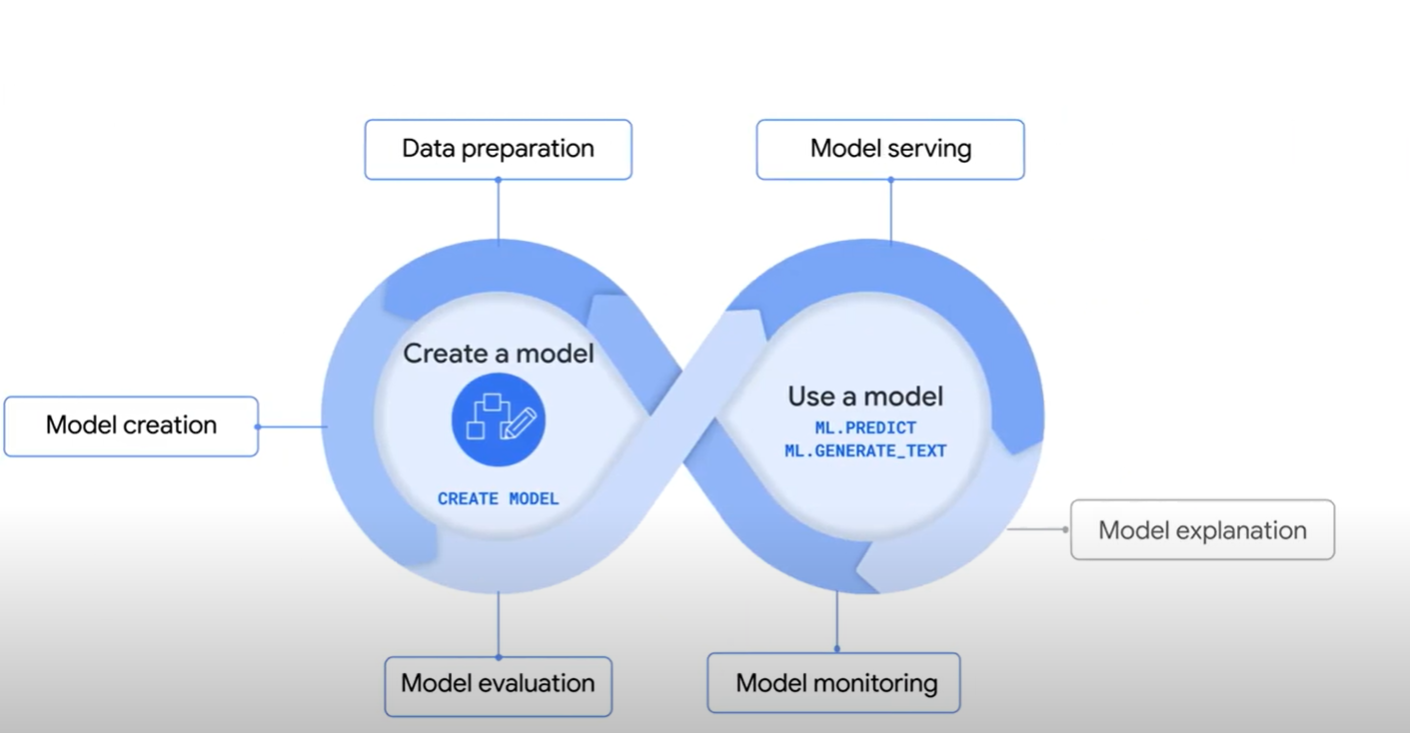 Data preparation
Model serving
Create a model
Use a model
ML.PREDICT
ML.GENERATE_TEXT
Model creation
CREATE MODEL
Model explanation
Model evaluation
Model monitoring